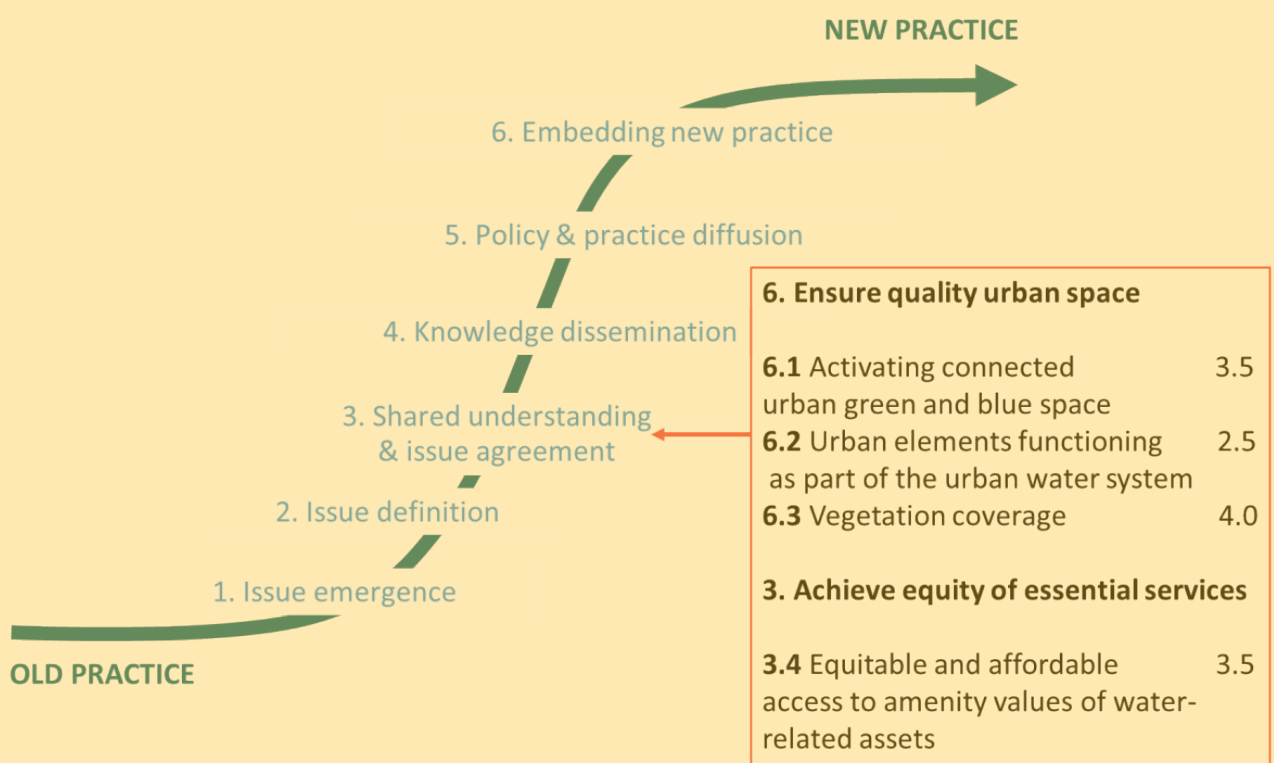 NEW PRACTICE
6. Embedding new practice
5. Policy & practice diffusion
4. Knowledge dissemination
3. Shared understanding
& issue agreement
2. Issue definition
1. Issue emergence
OLD PRACTICE
6. Ensure quality urban space
6.1 Activating connected 3.5
urban green and blue space
6.2 Urban elements functioning 2.5
as part of the urban water system
6.3 Vegetation coverage 4.0
3. Achieve equity of essential services
3.4 Equitable and affordable 3.5
access to amenity values of water-
related assets